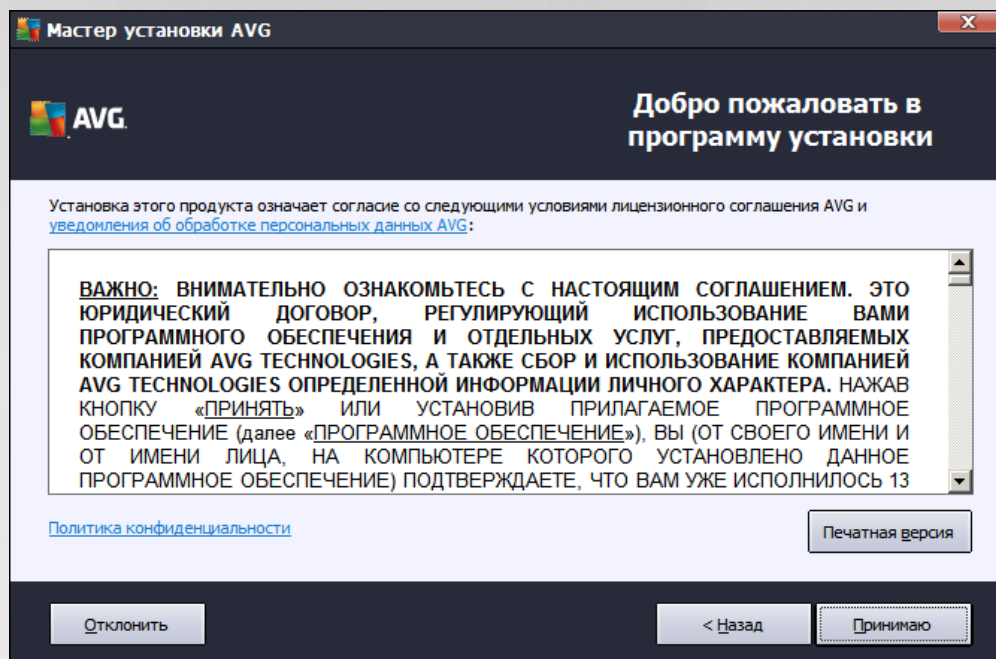 Мастер установки AVG
AVG.
Добро пожаловать в
программу установки
Установка этого продукта означает согласие со следующими условиями лицензионного соглашения AVG и
уведомления об обработке персональных данных AVG:
ВАЖНО: ВНИМАТЕЛЬНО ОЗНАКОМЬТЕСЬ С НАСТОЯЩИМ СОГЛАШЕНИЕМ. ЭТО
ЮРИДИЧЕСКИЙ ДОГОВОР, РЕГУЛИРУЮЩИЙ ИСПОЛЬЗОВАНИЕ ВАМИ
ПРОГРАММНОГО ОБЕСПЕЧЕНИЯ И ОТДЕЛЬНЫХ УСЛУГ, ПРЕДОСТАВЛЯЕМЫХ
КОМПАНИЕЙ AVG TECHNOLOGIES, А ТАКЖЕ СБОР И ИСПОЛЬЗОВАНИЕ КОМПАНИЕЙ
AVG TECHNOLOGIES ОПРЕДЕЛЕННОЙ ИНФОРМАЦИИ ЛИЧНОГО ХАРАКТЕРА. НАЖАВ
КНОПКУ «ПРИНЯТЬ» ИЛИ УСТАНОВИВ ПРИЛАГАЕМОЕ ПРОГРАММНОЕ
ОБЕСПЕЧЕНИЕ (далее «ПРОГРАММНОЕ ОБЕСПЕЧЕНИЕ»), ВЫ (ОТ СВОЕГО ИМЕНИ И
ОТ ИМЕНИ ЛИЦА, НА КОМПЬЮТЕРЕ КОТОРОГО УСТАНОВЛЕНО ДАННОЕ
ПРОГРАММНОЕ ОБЕСПЕЧЕНИЕ) ПОДТВЕРЖДАЕТЕ, ЧТО ВАМ УЖЕ ИСПОЛНИЛОСЬ 13
Политика конфиденциальности
Печатная версия
Отклонить
< Назад
Принимаю